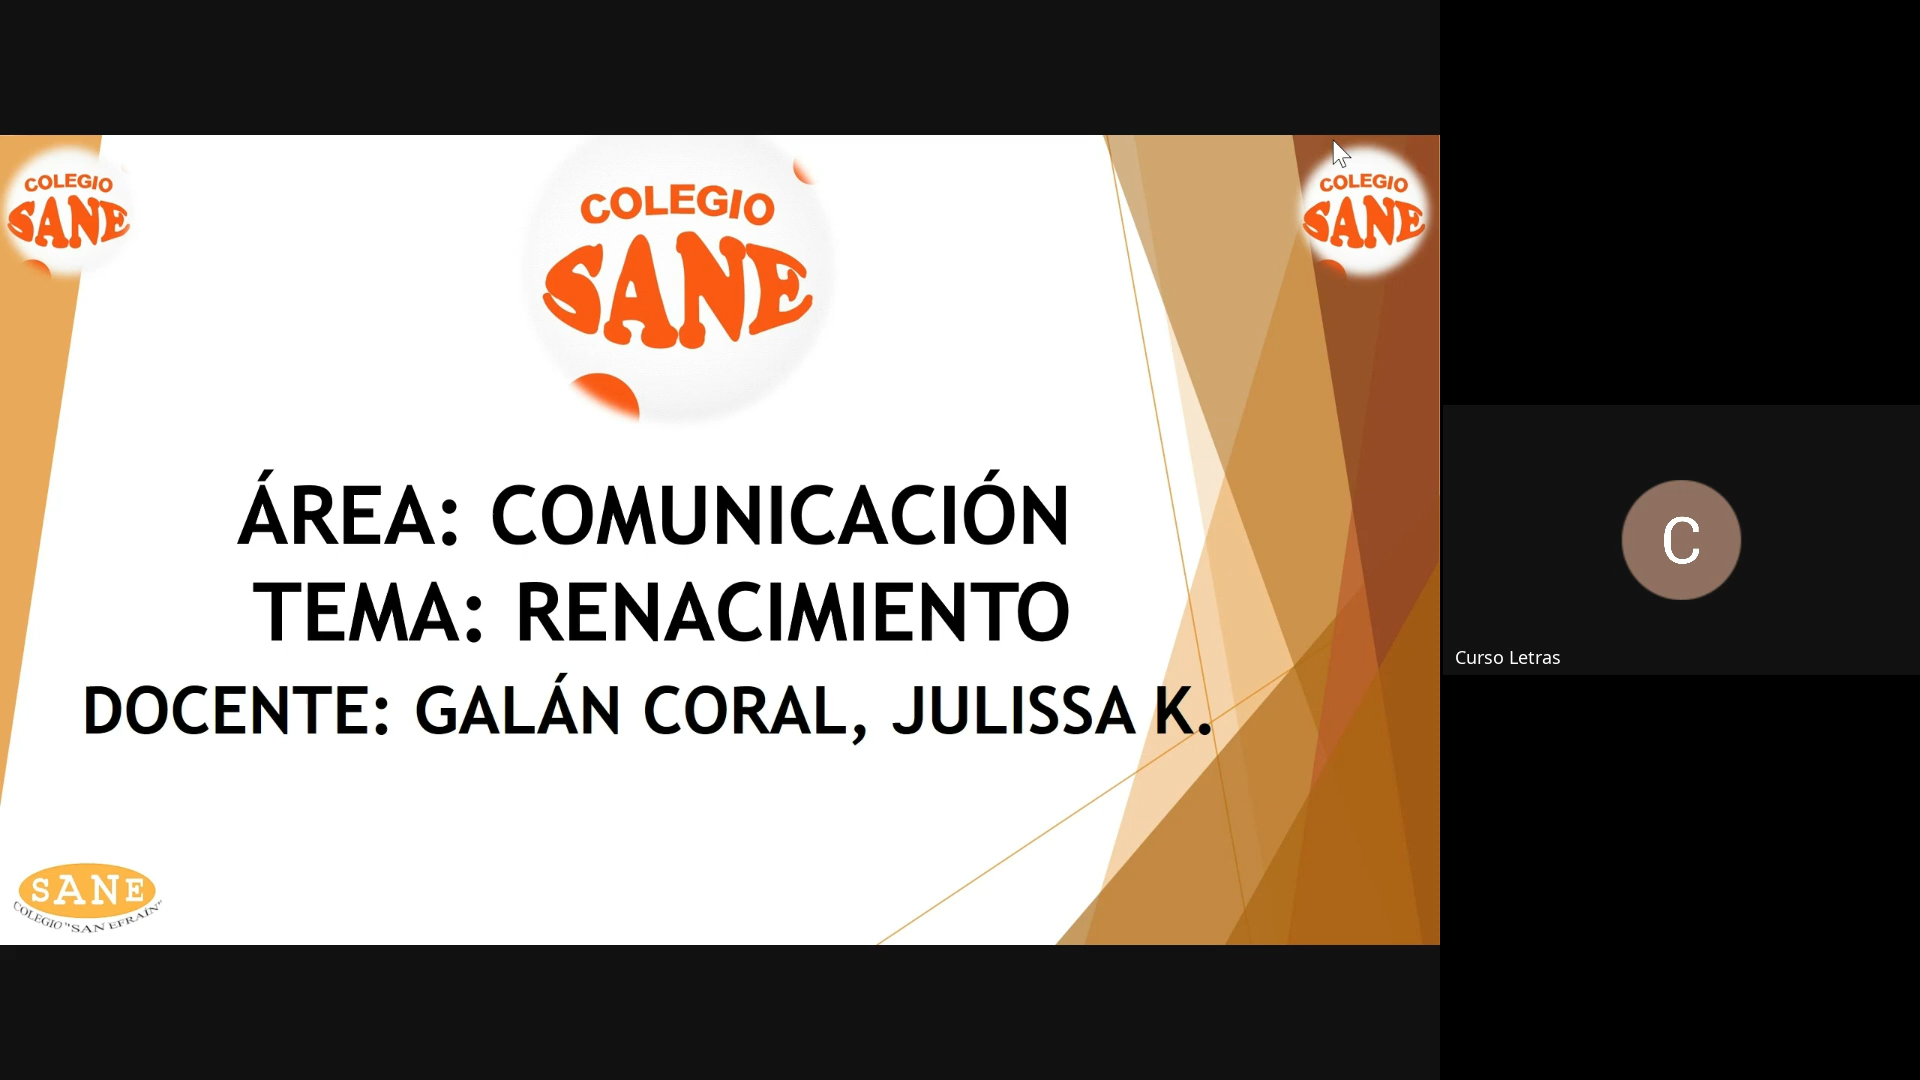 COLEGIO
SANE
COLEGIO
SANE
COLEGIO
SANE
ÁREA: COMUNICACIÓN
TEMA: RENACIMIENTO
DOCENTE: GALÁN CORAL, JULISSA K.
SANE
COLEGIO "SAN EFRAÍN"
C
Curso Letras